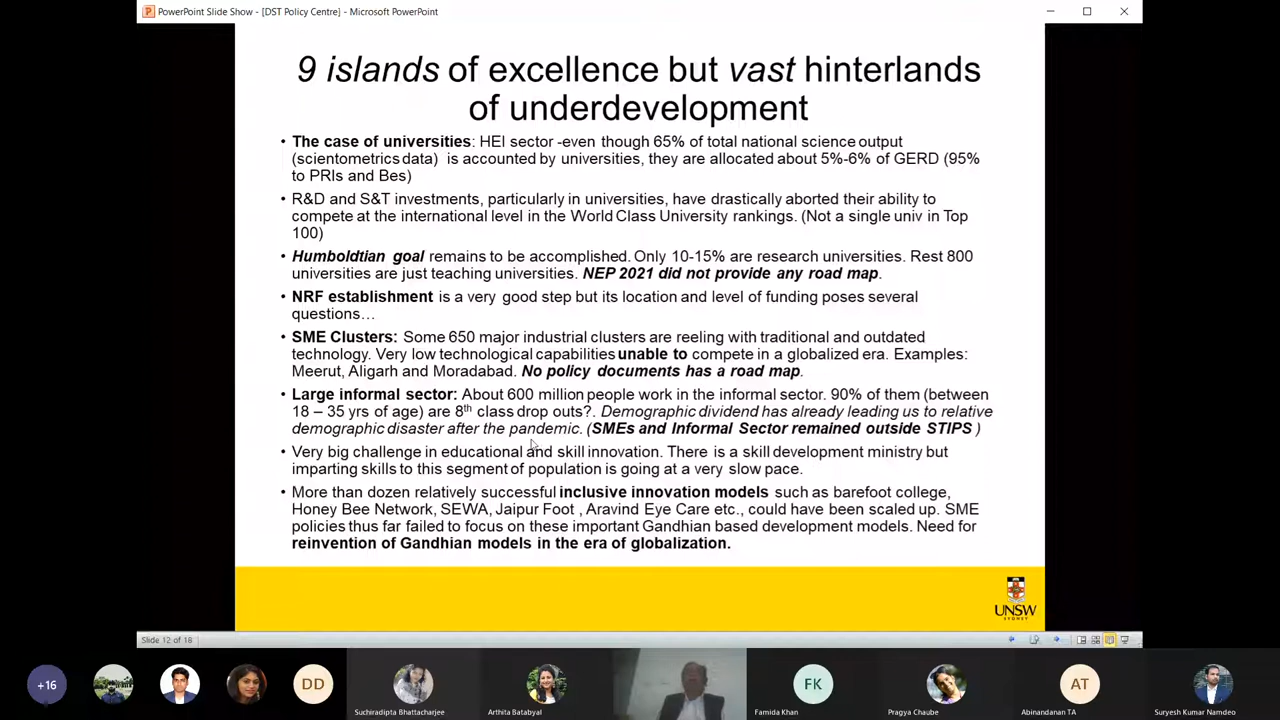 PowerPoint Slide Show - [DST Policy Centre] - Microsoft PowerPoint
9 islands of excellence but vast hinterlands
of underdevelopment
• The case of universities: HEI sector -even though 65% of total national science output
(scientometrics data) is accounted by universities, they are allocated about 5%-6% of GERD (95%
to PRIs and Bes)
• R&D and S&T investments, particularly in universities, have drastically aborted their ability to
compete at the international level in the World Class University rankings. (Not a single univ in Top
100)
• Humboldtian goal remains to be accomplished. Only 10-15% are research universities. Rest 800
universities are just teaching universities. NEP 2021 did not provide any road map.
• NRF establishment is a very good step but its location and level of funding poses several
questions…
• SME Clusters: Some 650 major industrial clusters are reeling with traditional and outdated
technology. Very low technological capabilities unable to compete in a globalized era. Examples:
Meerut, Aligarh and Moradabad. No policy documents has a road map.
• Large informal sector: About 600 million people work in the informal sector. 90% of them (between
18 – 35 yrs of age) are 8th class drop outs?. Demographic dividend has already leading us to relative
demographic disaster after the pandemic. (SMEs and Informal Sector remained outside STIPS )
• Very big challenge in educational and skill innovation. There is a skill development ministry but
imparting skills to this segment of population is going at a very slow pace.
• More than dozen relatively successful inclusive innovation models such as barefoot college,
Honey Bee Network, SEWA, Jaipur Foot , Aravind Eye Care etc., could have been scaled up. SME
policies thus far failed to focus on these important Gandhian based development models. Need for
reinvention of Gandhian models in the era of globalization.
UNSW
SYDNEY
Slide 12 of 18
+16
DD
FK
AT
Suchiradipta Bhattacharjee
Arthita Batabyal
Famida Khan
Pragya Chaube
Abinandanan TA
Suryesh Kumar Namdeo